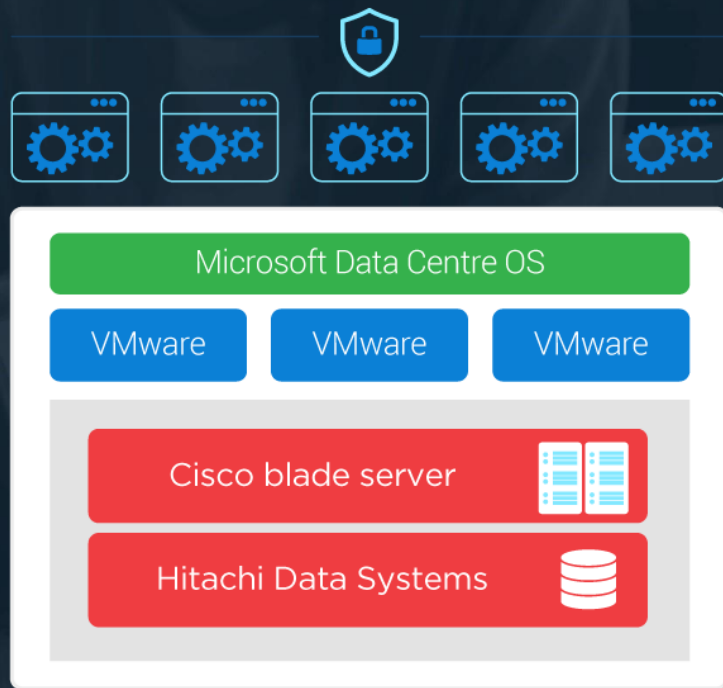 Microsoft Data Centre OS
VMware VMware VMware
Cisco blade server
Hitachi Data Systems